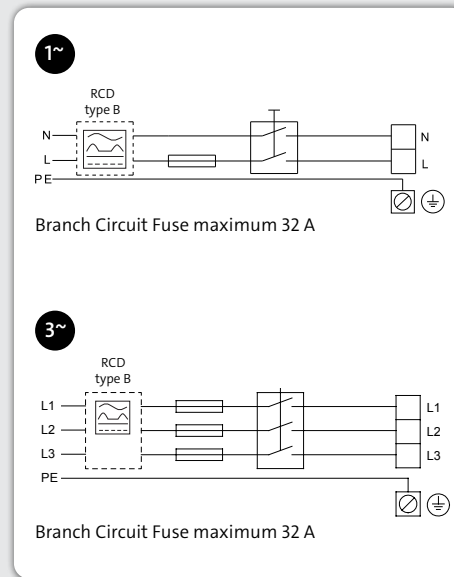 1~
RCD
type B
N
N
L
L
PE
Branch Circuit Fuse maximum 32 A
3~
RCD
type B
L1
L1
L2
L2
L3
L3
PE
Branch Circuit Fuse maximum 32 A